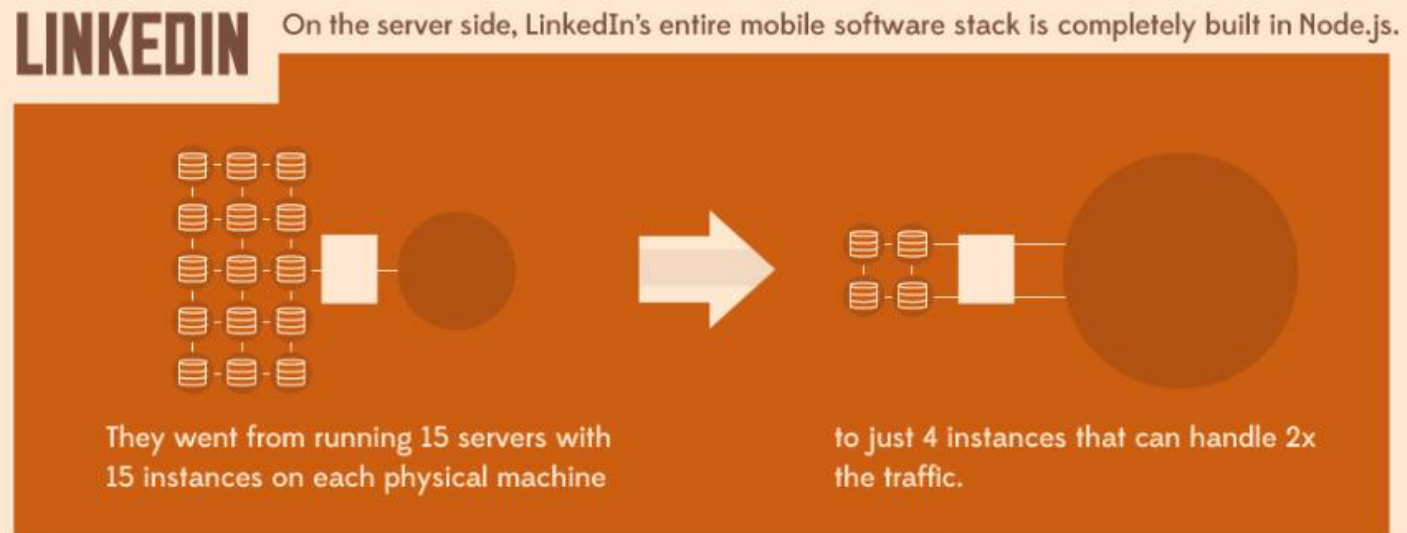 LINKEDIN
On the server side, LinkedIn's entire mobile software stack is completely built in Node.js.
They went from running 15 servers with
15 instances on each physical machine
to just 4 instances that can handle 2x
the traffic.